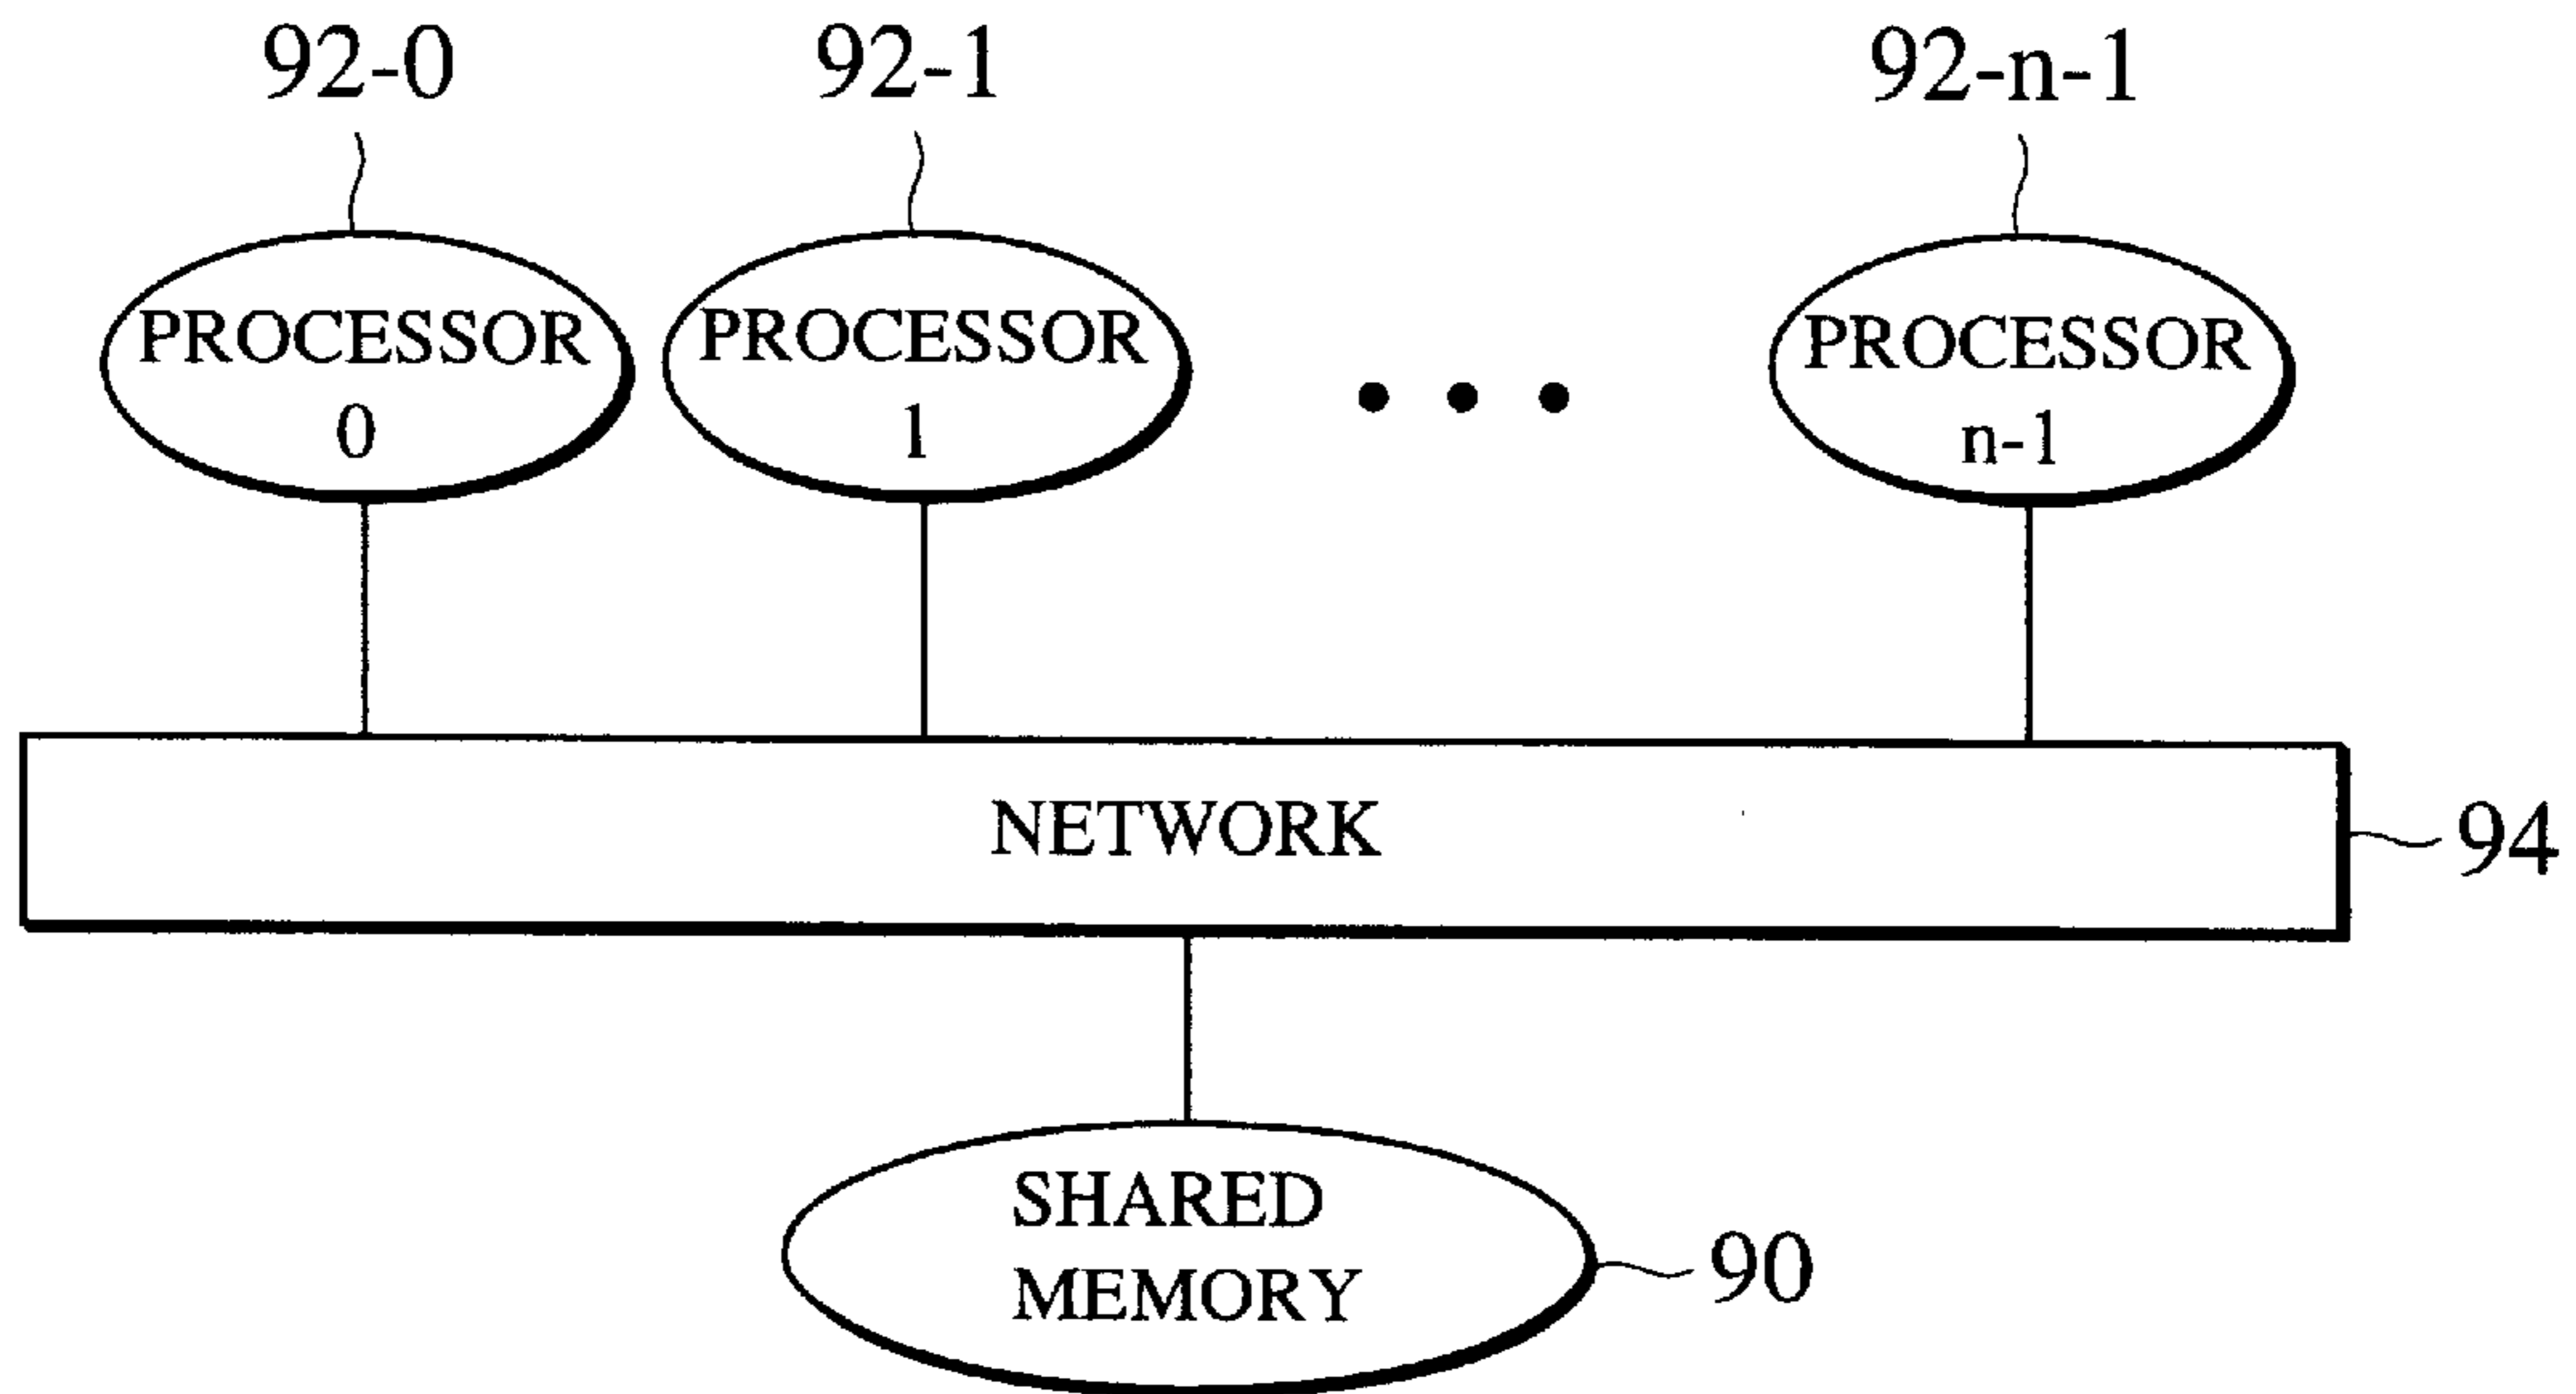 92-0
92-1
92-n-1
PROCESSOR
0
PROCESSOR
1
PROCESSOR
n-1
NETWORK
94
SHARED
MEMORY
90